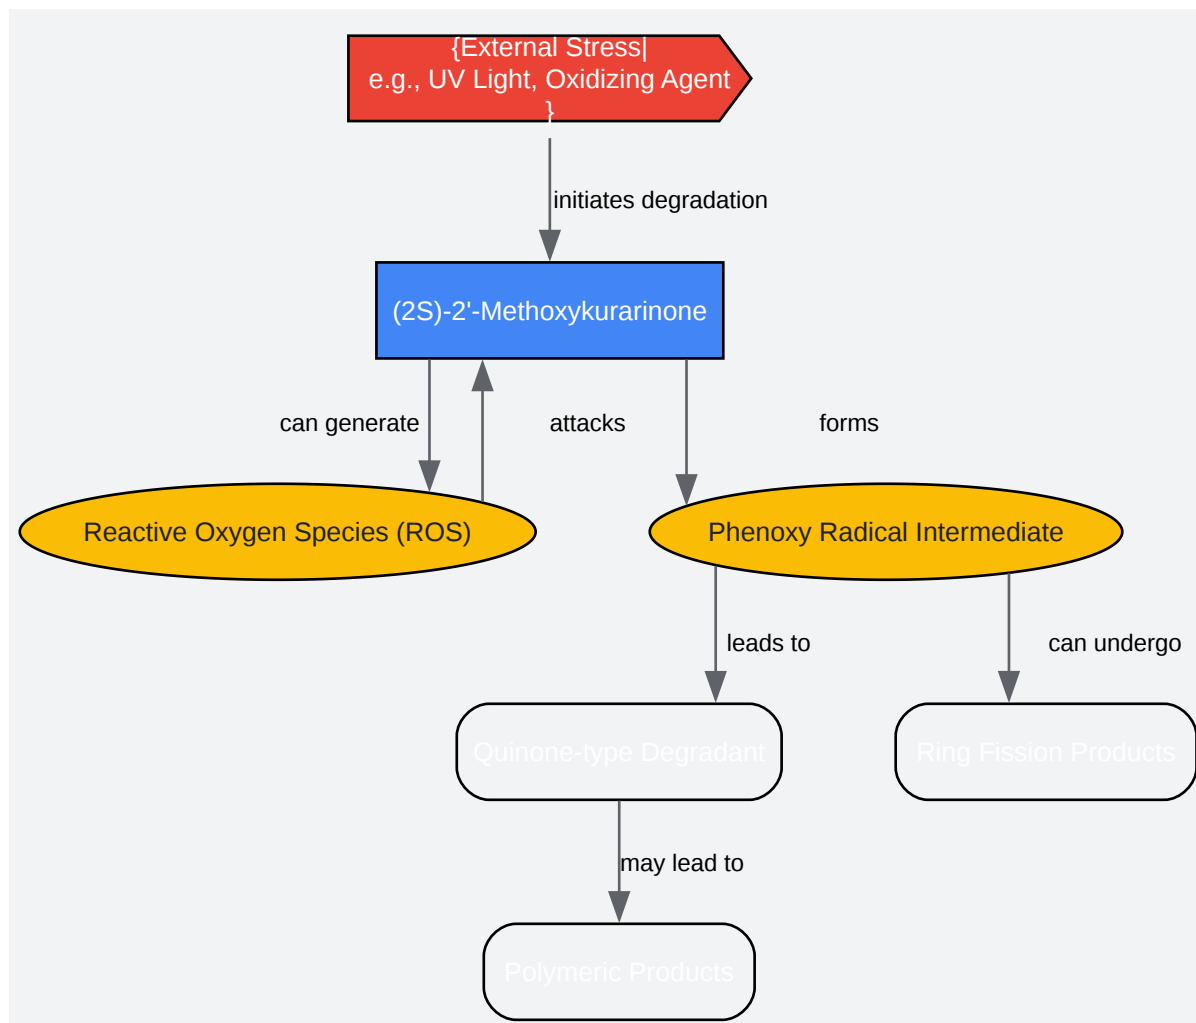 {External Stress|
e.g., UV Light, Oxidizing Agent
}
initiates degradation
(2S)-2'-Methoxykurarinone
can generate
attacks
forms
Reactive Oxygen Species (ROS)
Phenoxy Radical Intermediate
leads to
can undergo
Quinone-type Degradant
Ring Fission Products
may lead to
Polymeric Products